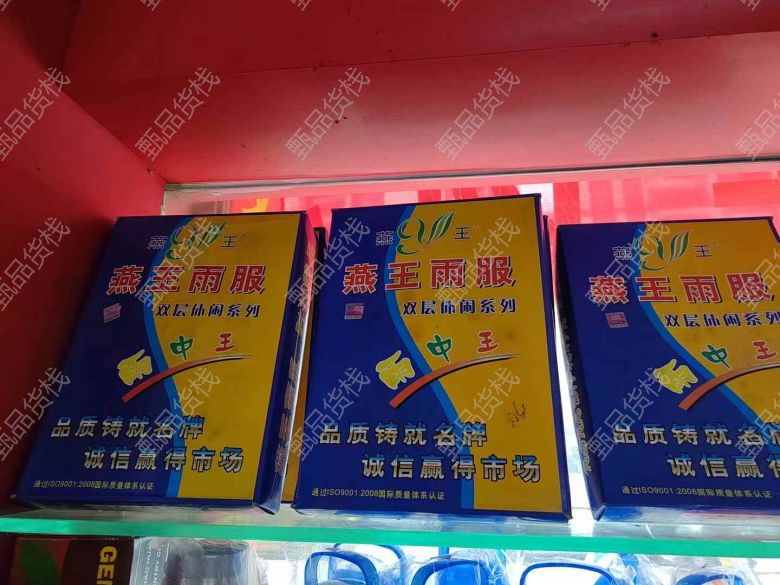 燕 王
燕王雨服
双层休闲系列
雨中王
品质铸就名牌
诚信赢得市场
通过ISO9001:2008国际质量体系认证
燕 王
燕王雨服
双层休闲系列
雨中王
品质铸就名牌
诚信赢得市场
通过ISO9001:2008国际质量体系认证
燕 王
燕王雨服
双层休闲系列
雨中王
品质铸就名牌
诚信赢得市场
通过ISO9001:2008国际质量体系认证
GE
甄品货栈